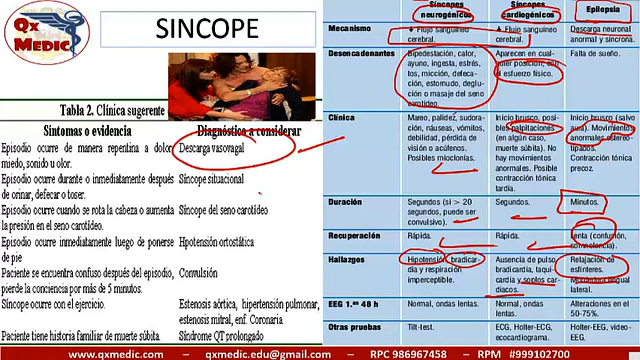 Qx
MEDIC
SINCOPE
Tabla 2. Clínica sugerente
Síntomas o evidencia
Diagnóstico a considerar
Episodio ocurre de manera repentina a dolor, miedo, sonido u olor.
Descarga vasovagal
Episodio ocurre durante o inmediatamente después de orinar, defecar o toser.
Síncope situacional
Episodio ocurre cuando se rota la cabeza o aumenta la presión en el seno carotídeo.
Síncope del seno carotídeo
Episodio ocurre inmediatamente luego de ponerse de pie
Hipotensión ortostática
Paciente se encuentra confuso después del episodio, pierde la conciencia por mas de 5 minutos.
Convulsión
Síncope ocurre con el ejercicio.
Estenosis aórtica, hipertensión pulmonar, estenosis mitral, enf. Coronaria
Paciente tiene historia familiar de muerte súbita.
Síndrome QT prolongado
Síncopes neurogénicos
Síncopes cardiogénicos
Epilepsia
Mecanismo
Flujo sanguíneo cerebral.
Flujo sanguíneo cerebral.
Descarga neuronal anormal y síncrona.
Desencadenantes
Bipedestación, calor, ayuno, ingesta, estrés, tos, micción, defecación, estornudo, deglución o masaje del seno carotídeo.
Aparecen en cualquier posición, con el esfuerzo físico.
Falta de sueño.
Clínica
Mareo, palidez, sudoración, náuseas, vómitos, debilidad, pérdida de visión o acúfenos. Posibles mioclonías.
Inicio brusco, posibles palpitaciones (en algún caso, muerte súbita). No hay movimientos anormales. Posible contracción tónica tardía.
Inicio brusco (salvo aura). Movimientos anormales estereotipados. Contracción tónica precoz.
Duración
Segundos (si > 20 segundos, puede ser convulsivo).
Segundos.
Minutos.
Recuperación
Rápida.
Rápida.
Lenta (confusión,
Hallazgos
Hipotensión, bradicardia y respiración imperceptible.
Ausencia de pulso, bradicardia, taquicardia y soplos cardiacos.
Relajación de esfínteres.
lateral.
EEG 1.as 48 h
Normal, ondas lentas.
Normal, ondas lentas.
Alteraciones en el 50-75%.
Otras pruebas
Tilt-test.
ECG, Holter-ECG, ecocardiograma.
Holter-EEG, vídeo-EEG.
www.qxmedic.com – qxmedic.edu@gmail.com – RPC 986967458 – RPM #999102700